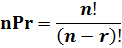 nPr = n! / (n − r)!